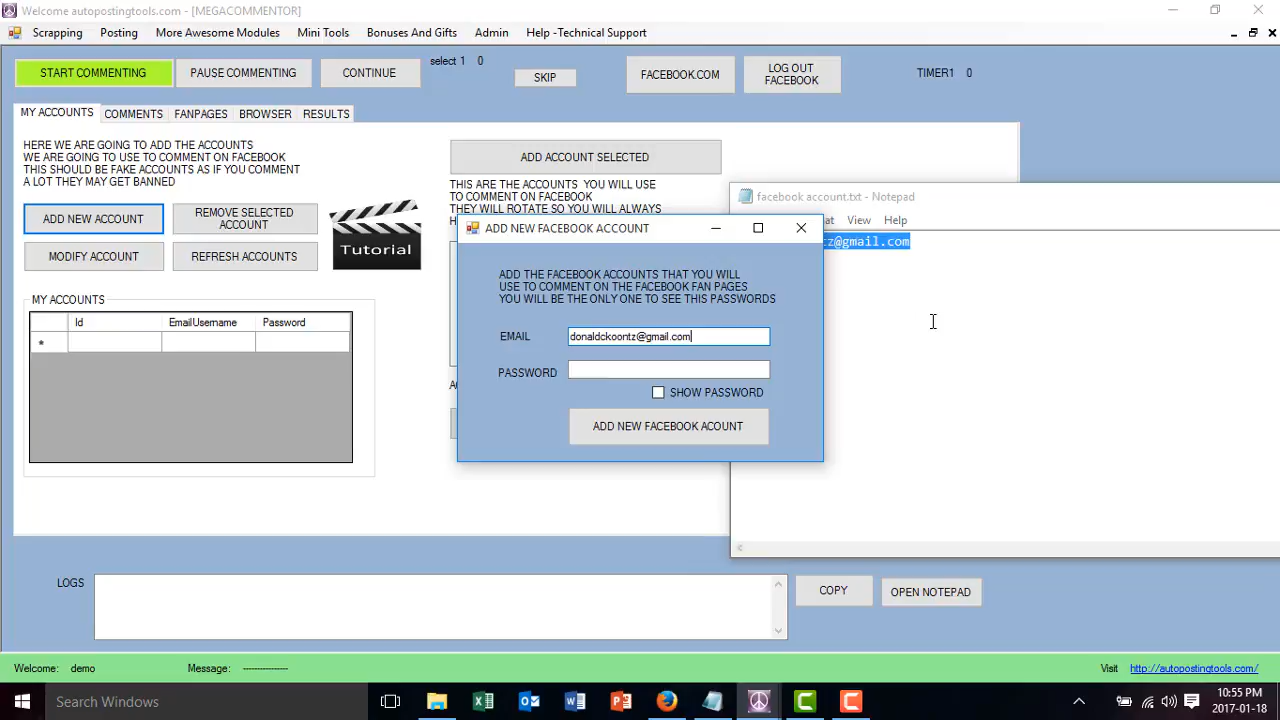 Welcome autopostingtools.com - [MEGACOMMENTOR]
Scrapping Posting More Awesome Modules Mini Tools Bonuses And Gifts Admin Help -Technical Support
START COMMENTING PAUSE COMMENTING CONTINUE select 1 0 SKIP FACEBOOK.COM LOG OUT FACEBOOK TIMER1 0
MY ACCOUNTS COMMENTS FANPAGES BROWSER RESULTS
HERE WE ARE GOING TO ADD THE ACCOUNTS
WE ARE GOING TO USE TO COMMENT ON FACEBOOK
THIS SHOULD BE FAKE ACCOUNTS AS IF YOU COMMENT
A LOT THEY MAY GET BANNED
ADD NEW ACCOUNT
REMOVE SELECTED
ACCOUNT
MODIFY ACCOUNT
REFRESH ACCOUNTS
Tutorial
ADD ACCOUNT SELECTED
THIS ARE THE ACCOUNTS YOU WILL USE
TO COMMENT ON FACEBOOK
THEY WILL ROTATE SO YOU WILL ALWAYS
MY ACCOUNTS
Id EmailUsername Password
*
facebook account.txt - Notepad
View Help
z@gmail.com
ADD NEW FACEBOOK ACCOUNT
ADD THE FACEBOOK ACCOUNTS THAT YOU WILL
USE TO COMMENT ON THE FACEBOOK FAN PAGES
YOU WILL BE THE ONLY ONE TO SEE THIS PASSWORDS
EMAIL donaldckoontz@gmail.com
PASSWORD
SHOW PASSWORD
ADD NEW FACEBOOK ACOUNT
LOGS
COPY
OPEN NOTEPAD
Welcome: demo Message: --------------- Visit http://autopostingtools.com/
Search Windows
10:55 PM
2017-01-18